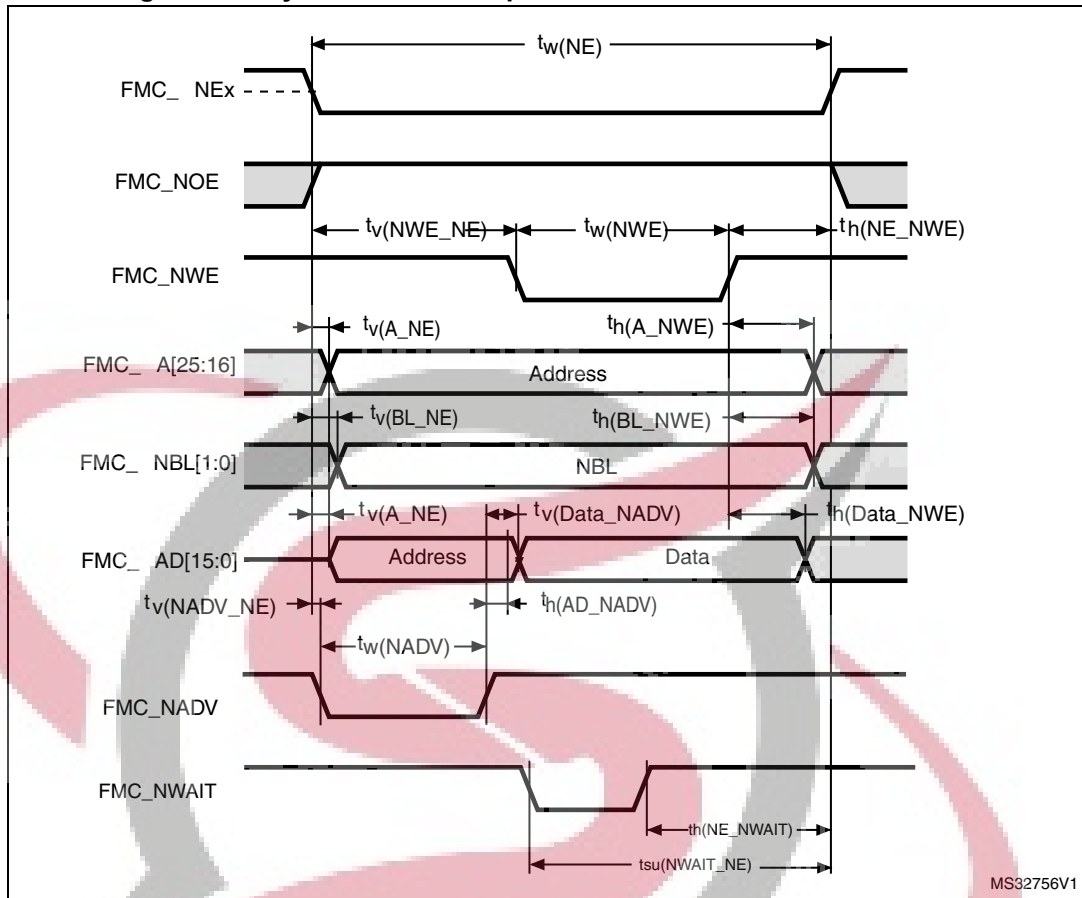 tw(NE)
FMC_ NEx
FMC_NOE
tv(NWE_NE)
tw(NWE)
th(NE_NWE)
FMC_NWE
tv(A_NE)
th(A_NWE)
FMC_ A[25:16]
Address
tv(BL_NE)
th(BL_NWE)
FMC_ NBL[1:0]
NBL
tv(A_NE)
tv(Data_NADV)
th(Data_NWE)
FMC_ AD[15:0]
Address
Data
tv(NADV_NE)
th(AD_NADV)
tw(NADV)
FMC_NADV
FMC_NWAIT
th(NE_NWAIT)
tsu(NWAIT_NE)
MS32756V1